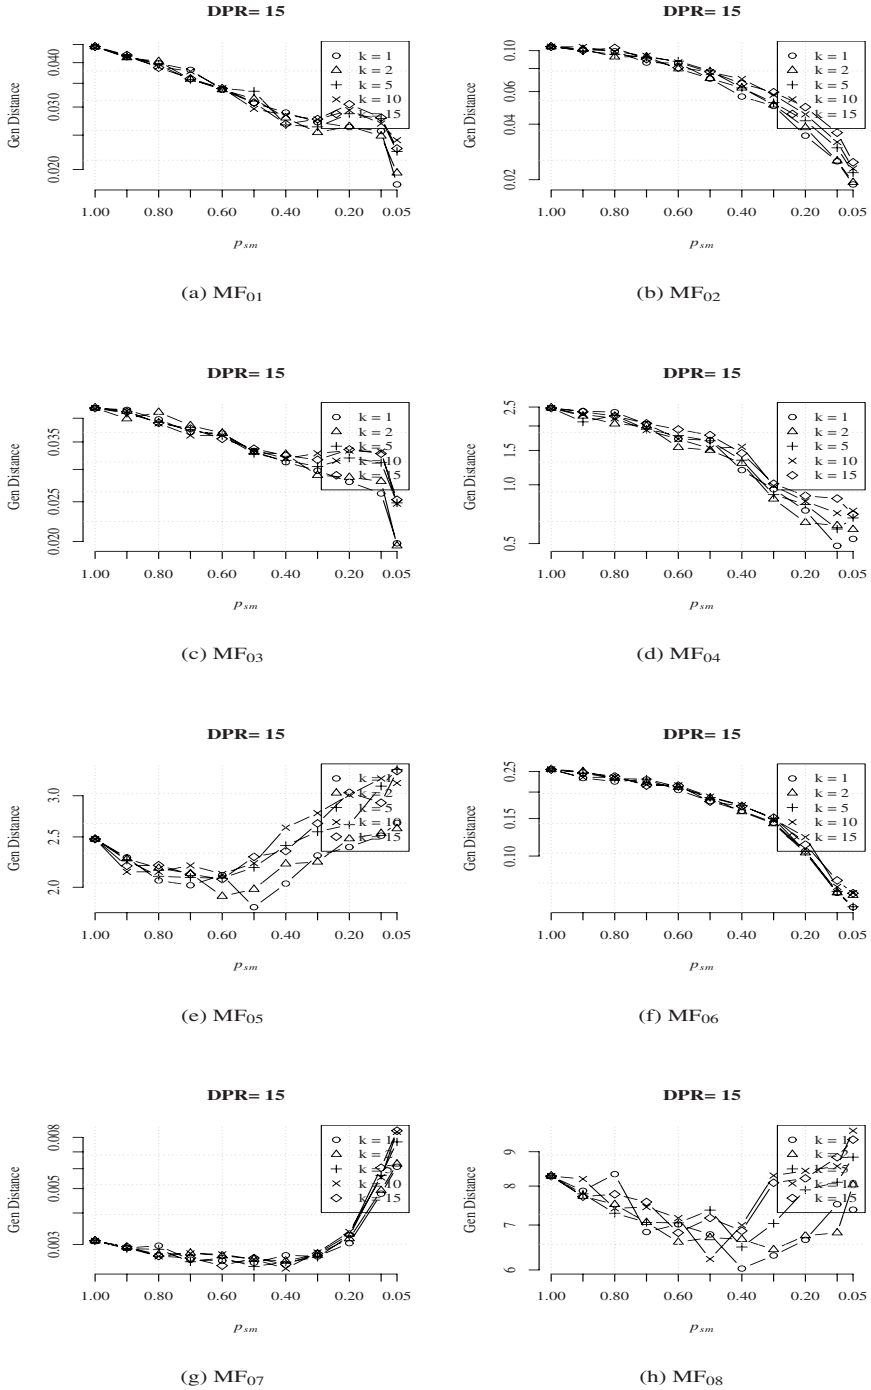 DPR= 15
Gen Distance
0.040
0.030
0.020
k = 1
k = 2
k = 5
k = 10
k = 15
1.00 0.80 0.60 0.40 0.20 0.05
p_sm
(a) MF01
DPR= 15
Gen Distance
0.10
0.06
0.04
0.02
k = 1
k = 2
k = 5
k = 10
k = 15
1.00 0.80 0.60 0.40 0.20 0.05
p_sm
(b) MF02
DPR= 15
Gen Distance
0.035
0.025
0.020
k = 1
k = 2
k = 5
k = 10
k = 15
1.00 0.80 0.60 0.40 0.20 0.05
p_sm
(c) MF03
DPR= 15
Gen Distance
2.5
1.5
1.0
0.5
k = 1
k = 2
k = 5
k = 10
k = 15
1.00 0.80 0.60 0.40 0.20 0.05
p_sm
(d) MF04
DPR= 15
Gen Distance
3.0
2.5
2.0
k = 1
k = 2
k = 5
k = 10
k = 15
1.00 0.80 0.60 0.40 0.20 0.05
p_sm
(e) MF05
DPR= 15
Gen Distance
0.25
0.15
0.10
k = 1
k = 2
k = 5
k = 10
k = 15
1.00 0.80 0.60 0.40 0.20 0.05
p_sm
(f) MF06
DPR= 15
Gen Distance
0.008
0.005
0.003
k = 1
k = 2
k = 5
k = 10
k = 15
1.00 0.80 0.60 0.40 0.20 0.05
p_sm
(g) MF07
DPR= 15
Gen Distance
9
8
7
6
k = 1
k = 2
k = 5
k = 10
k = 15
1.00 0.80 0.60 0.40 0.20 0.05
p_sm
(h) MF08